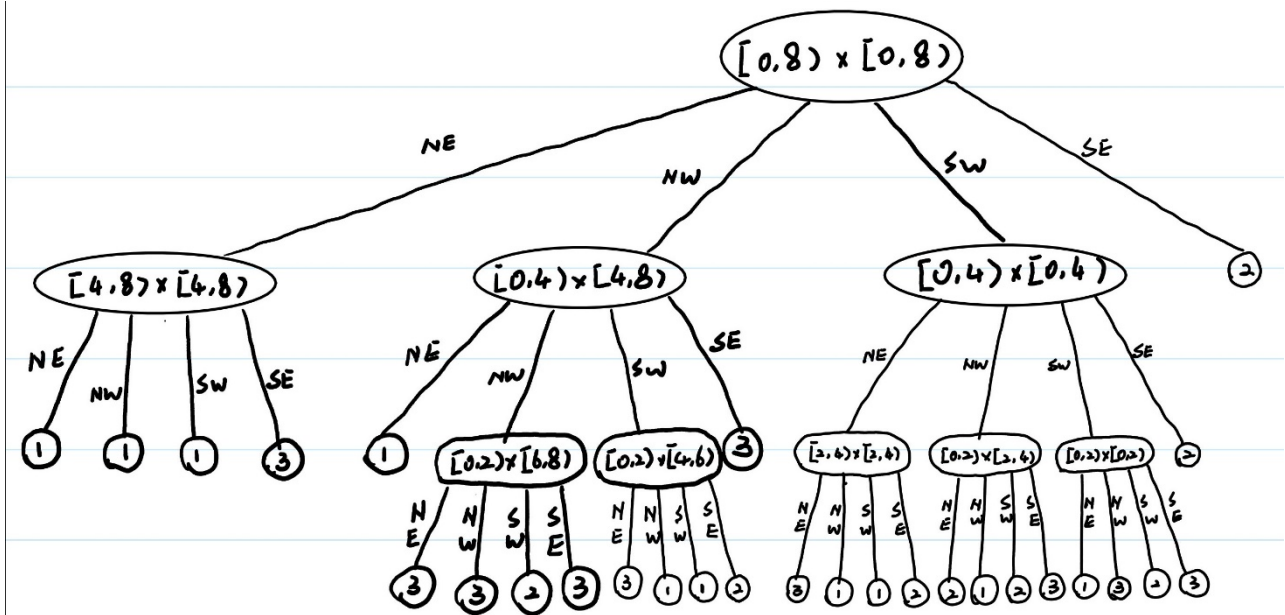 [0,8) x [0,8)
NE
NW
SW
SE
[4,8) x [4,8)
[0,4) x [4,8)
[0,4) x [0,4)
2
NE
NW
SW
SE
NE
NW
SW
SE
NE
NW
SW
SE
1
1
1
3
1
[0,2) x [6,8)
[0,2) x [4,6)
3
[2,4) x [2,4)
[0,2) x [2,4)
[0,2) x [0,2)
2
NE
NW
SW
SE
NE
NW
SW
SE
NE
NW
SW
SE
NE
NW
SW
SE
NE
NW
SW
SE
3
3
2
3
3
1
1
2
3
1
1
2
2
1
2
3
1
3
2
3